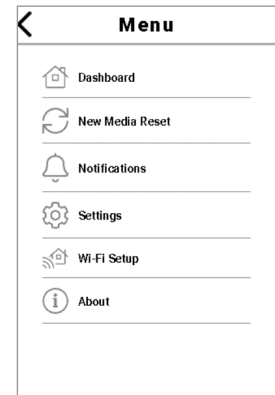 Menu
Dashboard
New Media Reset
Notifications
Settings
Wi-Fi Setup
About